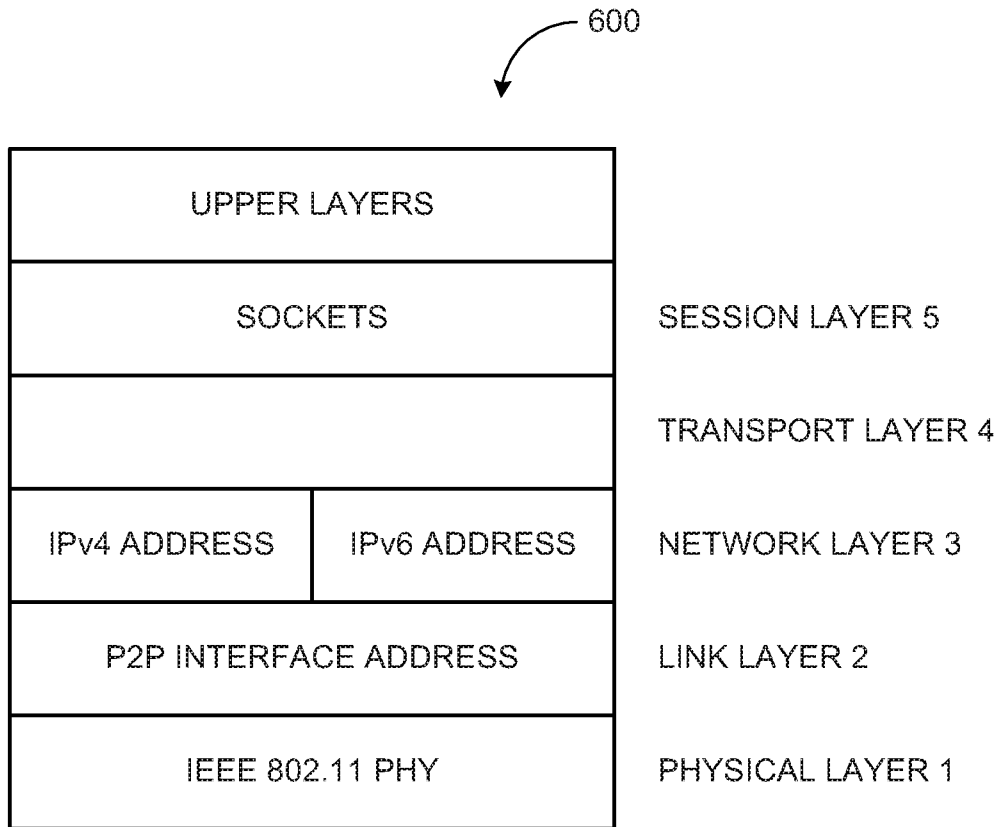 600
UPPER LAYERS
SOCKETS SESSION LAYER 5
TRANSPORT LAYER 4
IPv4 ADDRESS IPv6 ADDRESS NETWORK LAYER 3
P2P INTERFACE ADDRESS LINK LAYER 2
IEEE 802.11 PHY PHYSICAL LAYER 1